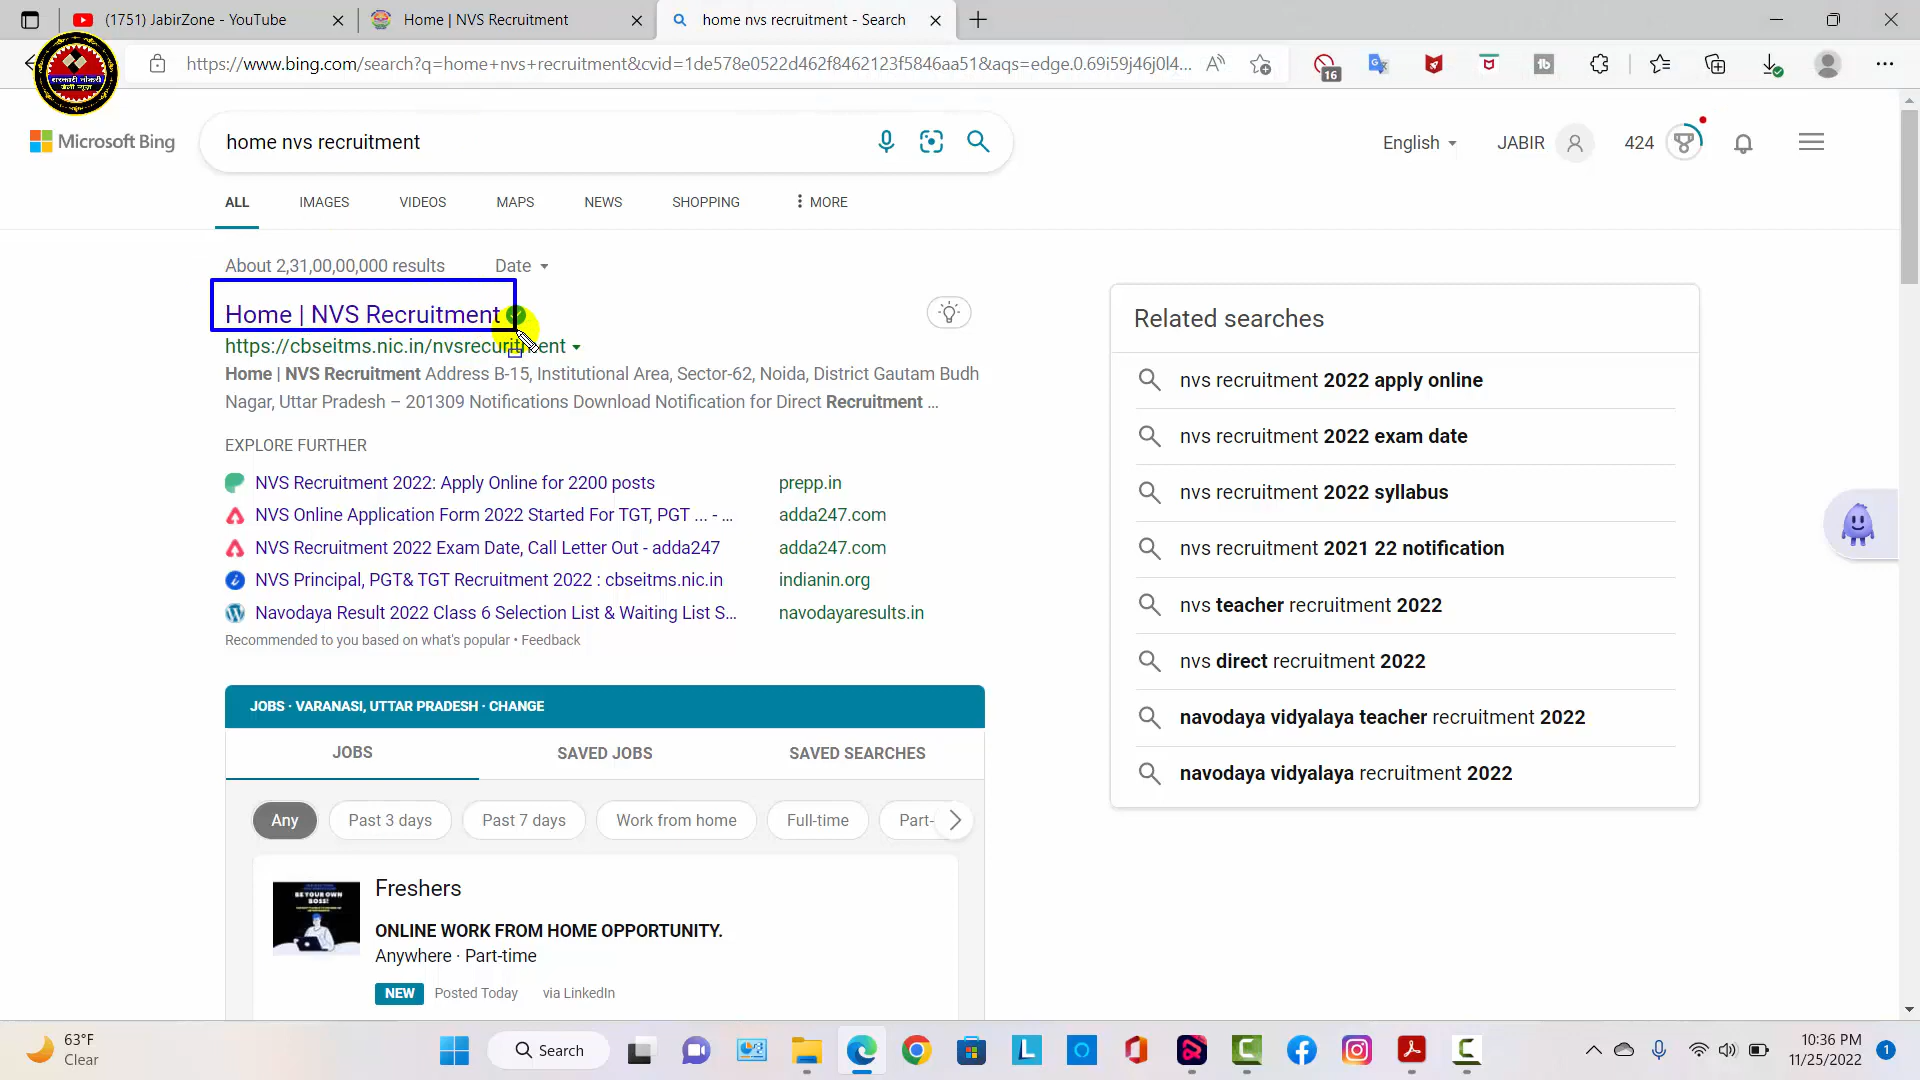 (1751) JabirZone - YouTube
Home | NVS Recruitment
home nvs recruitment - Search
सरकारी नौकरी
https://www.bing.com/search?q=home+nvs+recruitment&cvid=1de578e0522d462f8462123f5846aa51&aqs=edge.0.69i59j46j0l4...
16
Microsoft Bing
home nvs recruitment
English
JABIR
424
ALL
IMAGES
VIDEOS
MAPS
NEWS
SHOPPING
MORE
About 2,31,00,00,000 results
Date
Home | NVS Recruitment
https://cbseitms.nic.in/nvsrecuritment
Home | NVS Recruitment Address B-15, Institutional Area, Sector-62, Noida, District Gautam Budh
Nagar, Uttar Pradesh – 201309 Notifications Download Notification for Direct Recruitment ...
EXPLORE FURTHER
NVS Recruitment 2022: Apply Online for 2200 posts
prepp.in
NVS Online Application Form 2022 Started For TGT, PGT ... - ...
adda247.com
NVS Recruitment 2022 Exam Date, Call Letter Out - adda247
adda247.com
NVS Principal, PGT& TGT Recruitment 2022 : cbseitms.nic.in
indianin.org
Navodaya Result 2022 Class 6 Selection List & Waiting List S...
navodayaresults.in
Recommended to you based on what's popular • Feedback
Related searches
nvs recruitment 2022 apply online
nvs recruitment 2022 exam date
nvs recruitment 2022 syllabus
nvs recruitment 2021 22 notification
nvs teacher recruitment 2022
nvs direct recruitment 2022
navodaya vidyalaya teacher recruitment 2022
navodaya vidyalaya recruitment 2022
JOBS · VARANASI, UTTAR PRADESH · CHANGE
JOBS
SAVED JOBS
SAVED SEARCHES
Any
Past 3 days
Past 7 days
Work from home
Full-time
Part-
BE YOUR OWN
BOSS!
Freshers
ONLINE WORK FROM HOME OPPORTUNITY.
Anywhere · Part-time
NEW
Posted Today
via LinkedIn
63°F
Clear
Search
10:36 PM
11/25/2022
1